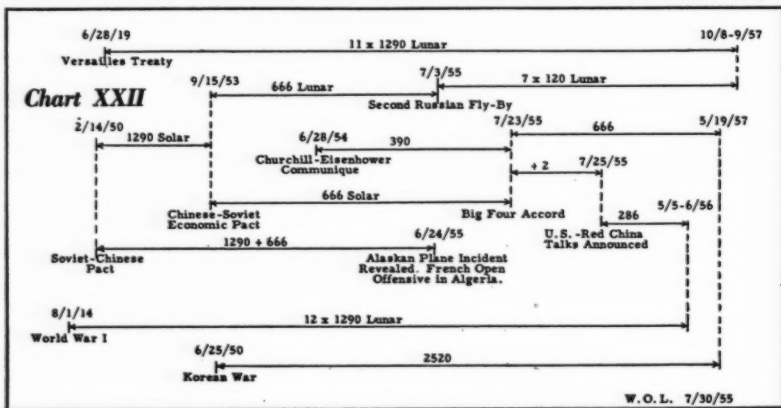 6/28/19
10/8-9/57
11 x 1290 Lunar
Versailles Treaty
9/15/53
666 Lunar
7/3/55
7 x 120 Lunar
Chart XXII
Second Russian Fly-By
2/14/50
7/23/55
666
5/19/57
1290 Solar
6/28/54
390
Churchill-Eisenhower
Communique
+ 2
7/25/55
666 Solar
5/5-6/56
Chinese-Soviet
Economic Pact
Big Four Accord
286
U.S.-Red China
Talks Announced
1290 + 666
6/24/55
Soviet-Chinese
Pact
Alaskan Plane Incident
Revealed. French Open
Offensive in Algeria.
8/1/14
12 x 1290 Lunar
World War I
6/25/50
2520
Korean War
W.O.L. 7/30/55